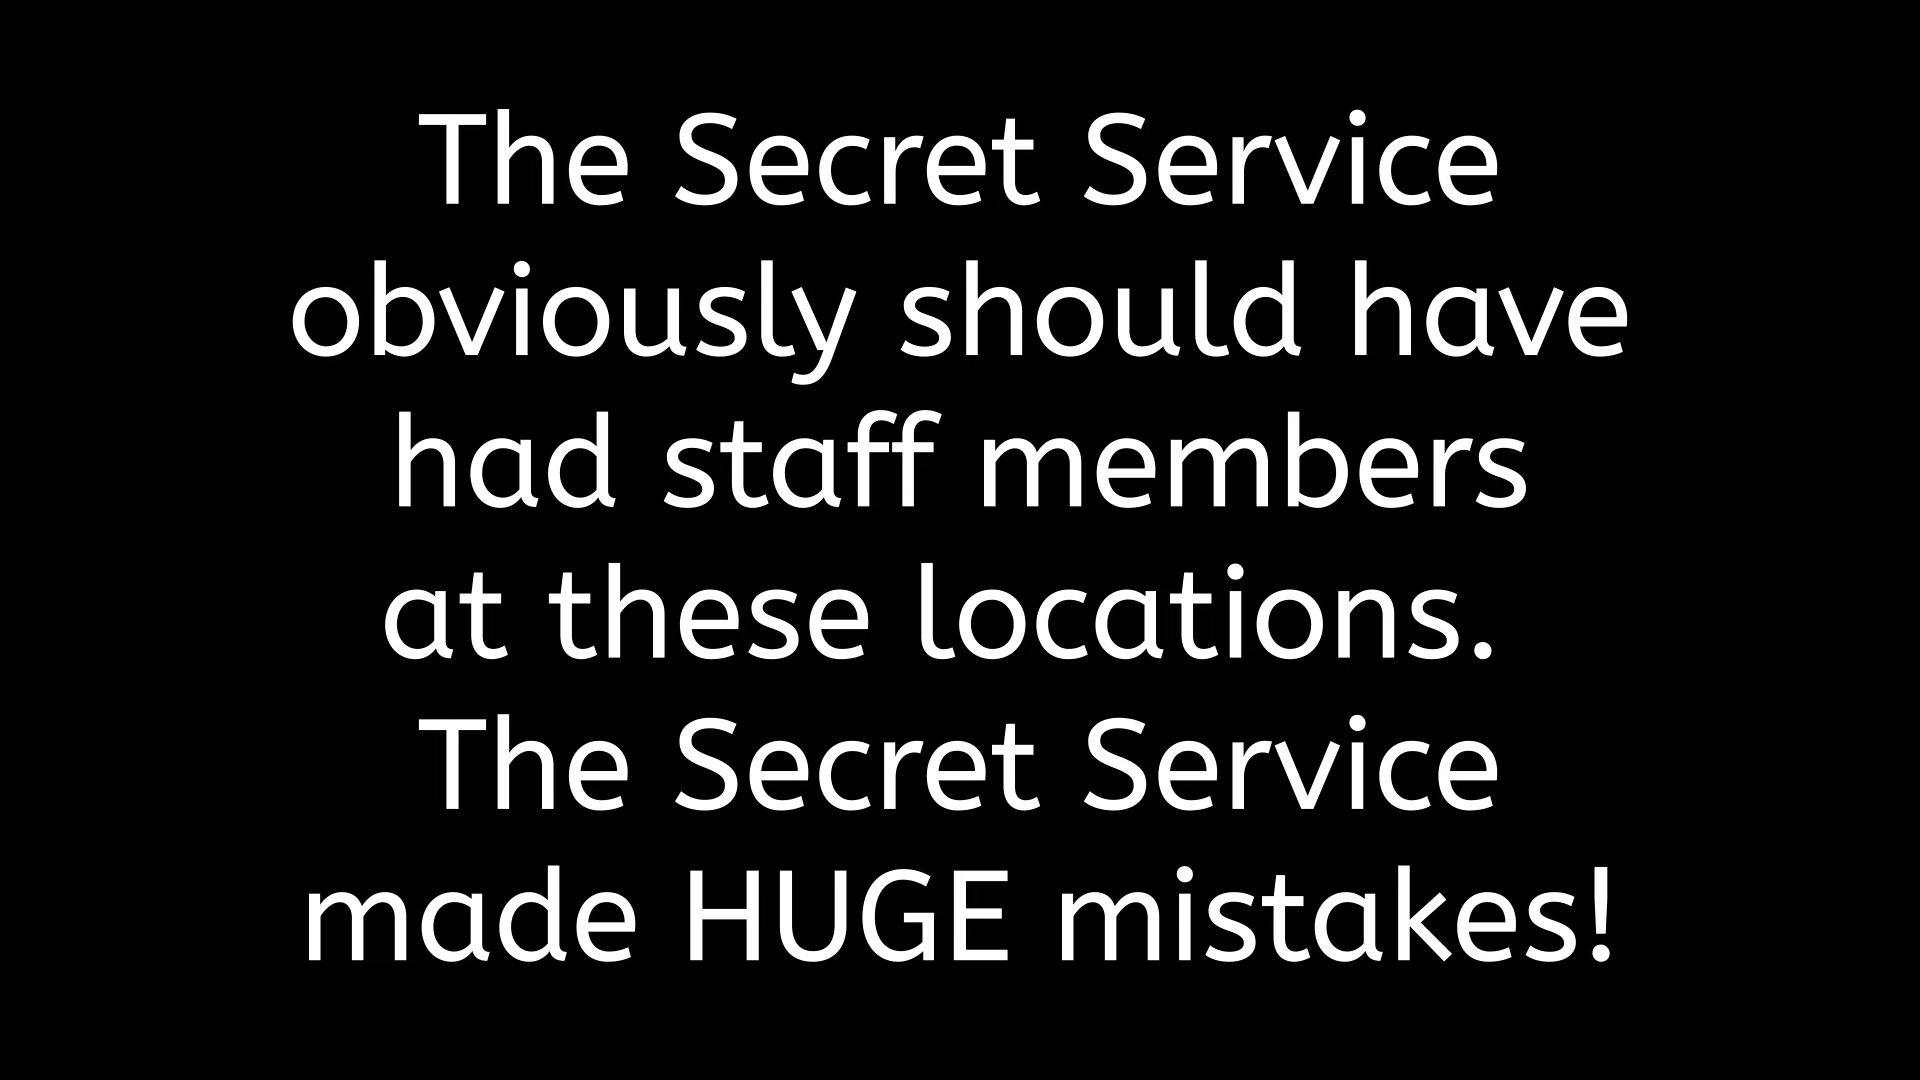 The Secret Service
obviously should have
had staff members
at these locations.
The Secret Service
made HUGE mistakes!